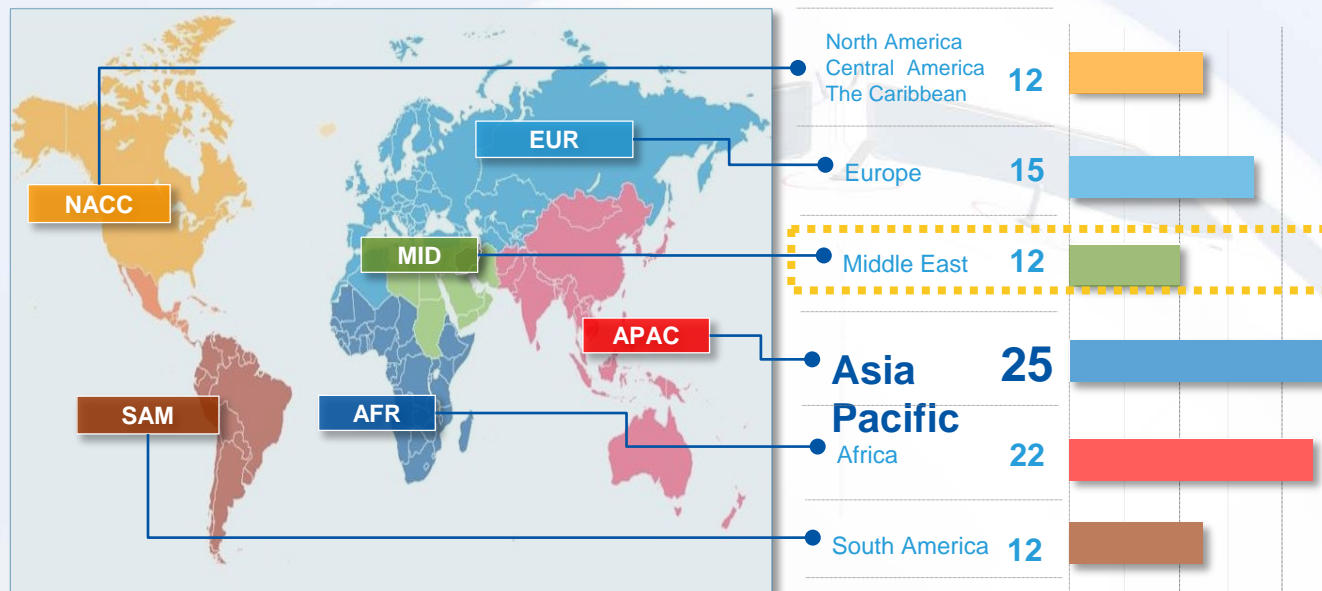 NACC
EUR
MID
APAC
SAM
AFR
North America
Central America
The Caribbean
12
Europe
15
Middle East
12
Asia
Pacific
25
Africa
22
South America
12